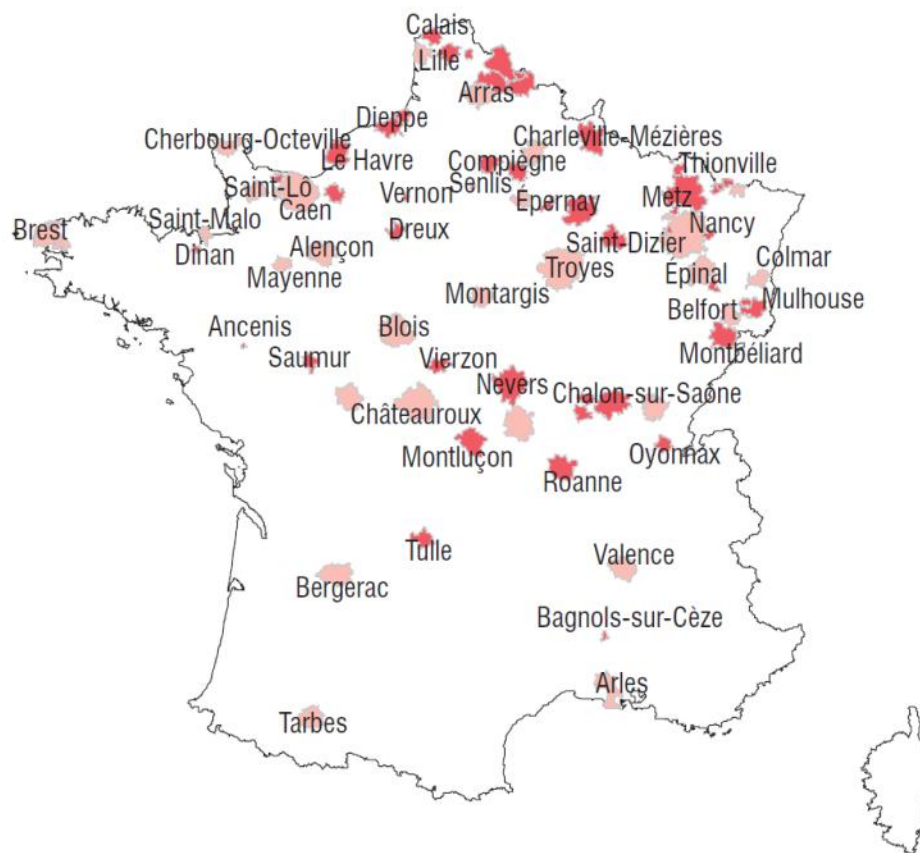 Calais
Lille
Arras
Dieppe
Cherbourg-Octeville
Charleville-Mézières
Le Havre
Compiègne
Thionville
Senlis
Saint-Lô
Vernon
Metz
Caen
Épernay
Saint-Malo
Nancy
Brest
Dreux
Saint-Dizier
Dinan
Alençon
Colmar
Troyes
Épinal
Mayenne
Montargis
Mulhouse
Belfort
Ancenis
Blois
Montbéliard
Saumur
Vierzon
Nevers
Chalon-sur-Saône
Châteauroux
Montluçon
Oyonnax
Roanne
Tulle
Valence
Bergerac
Bagnols-sur-Cèze
Arles
Tarbes